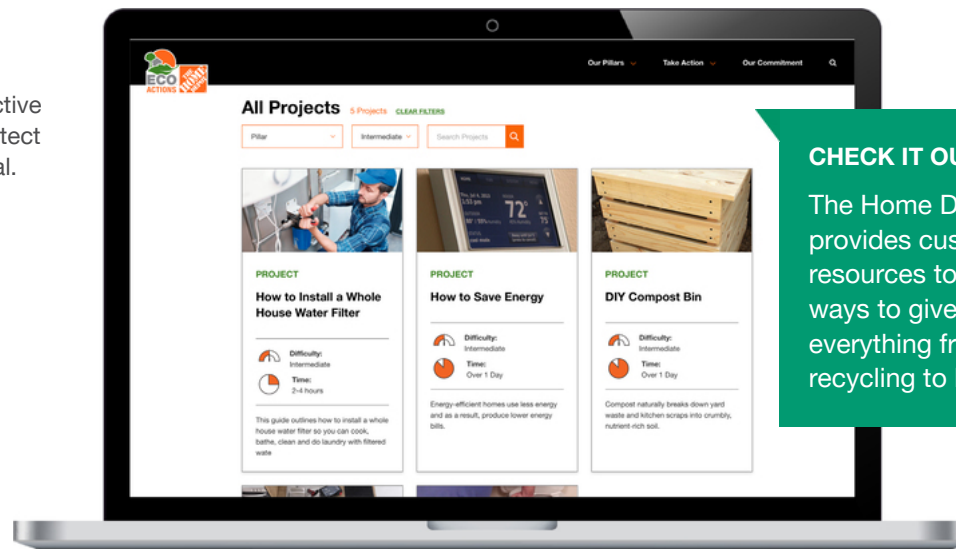 ctive
tect
al.
ECO
ACTIONS
THE
HOME
Our Pillars
Take Action
Our Commitment
All Projects 5 Projects CLEAR FILTERS
Pillar
Intermediate
Search Projects
72°
PROJECT
How to Install a Whole
House Water Filter
Difficulty:
Intermediate
Time:
2–4 hours
This guide outlines how to install a whole
house water filter so you can cook,
bathe, clean and do laundry with filtered
wate
PROJECT
How to Save Energy
Difficulty:
Intermediate
Time:
Over 1 Day
Energy-efficient homes use less energy
and as a result, produce lower energy
bills.
PROJECT
DIY Compost Bin
Difficulty:
Intermediate
Time:
Over 1 Day
Compost naturally breaks down yard
waste and kitchen scraps into crumbly,
nutrient-rich soil.
CHECK IT OU
The Home D
provides cus
resources to
ways to give
everything fr
recycling to